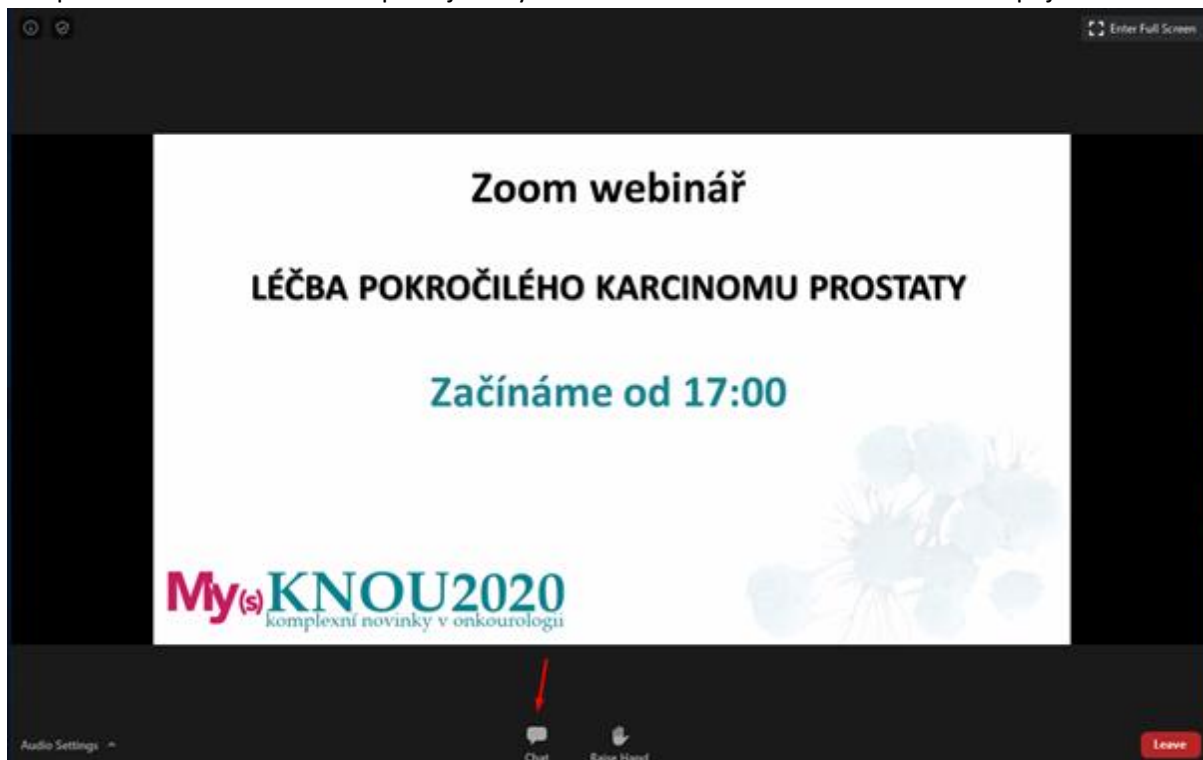 Enter Full Screen
Zoom webinář
LÉČBA POKROČILÉHO KARCINOMU PROSTATY
Začínáme od 17:00
My(s)KNOU2020
komplexní novinky v onkourologii
Audio Settings
Chat
Raise Hand
Leave